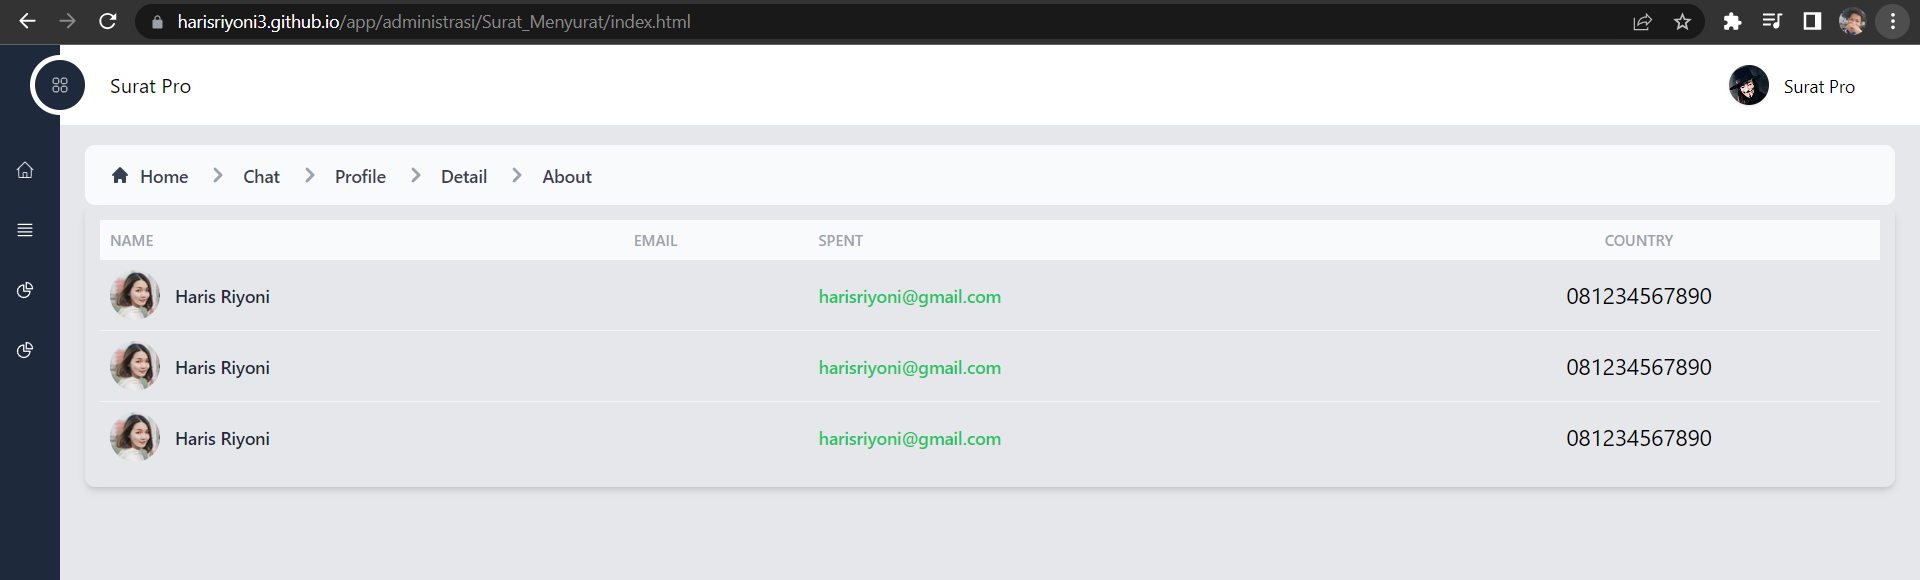 harisriyoni3.github.io/app/administrasi/Surat_Menyurat/index.html
Surat Pro
Surat Pro
Home Chat Profile Detail About
NAME EMAIL SPENT COUNTRY
Haris Riyoni harisriyoni@gmail.com 081234567890
Haris Riyoni harisriyoni@gmail.com 081234567890
Haris Riyoni harisriyoni@gmail.com 081234567890